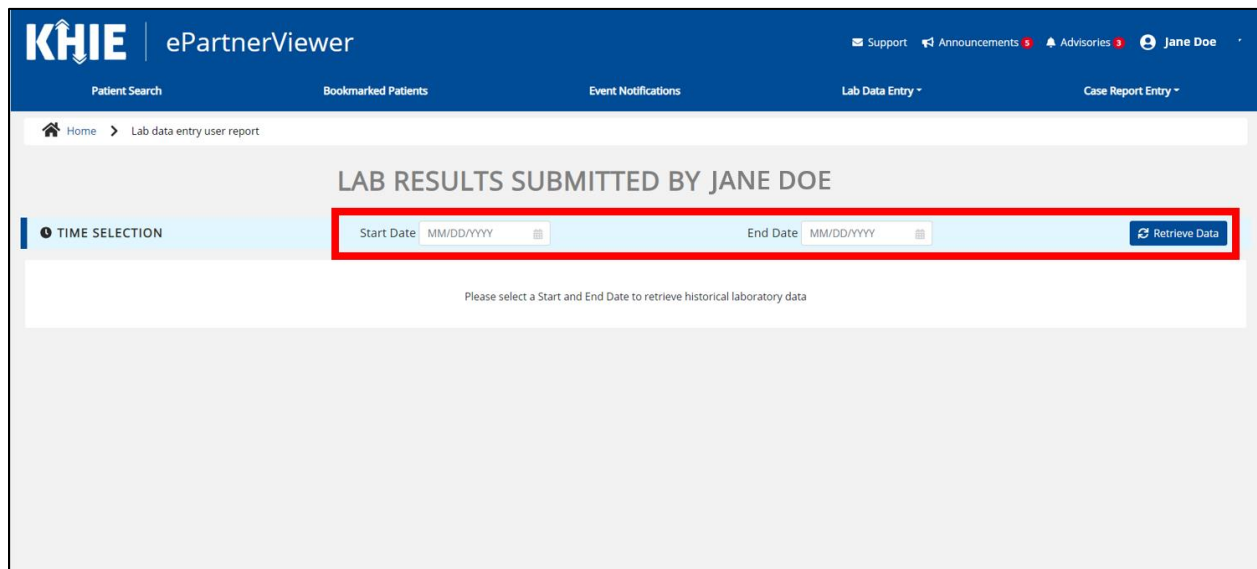 KHIE ePartnerViewer
Support Announcements 5 Advisories 3 Jane Doe
Patient Search Bookmarked Patients Event Notifications Lab Data Entry Case Report Entry
Home > Lab data entry user report
LAB RESULTS SUBMITTED BY JANE DOE
TIME SELECTION Start Date MM/DD/YYYY End Date MM/DD/YYYY Retrieve Data
Please select a Start and End Date to retrieve historical laboratory data